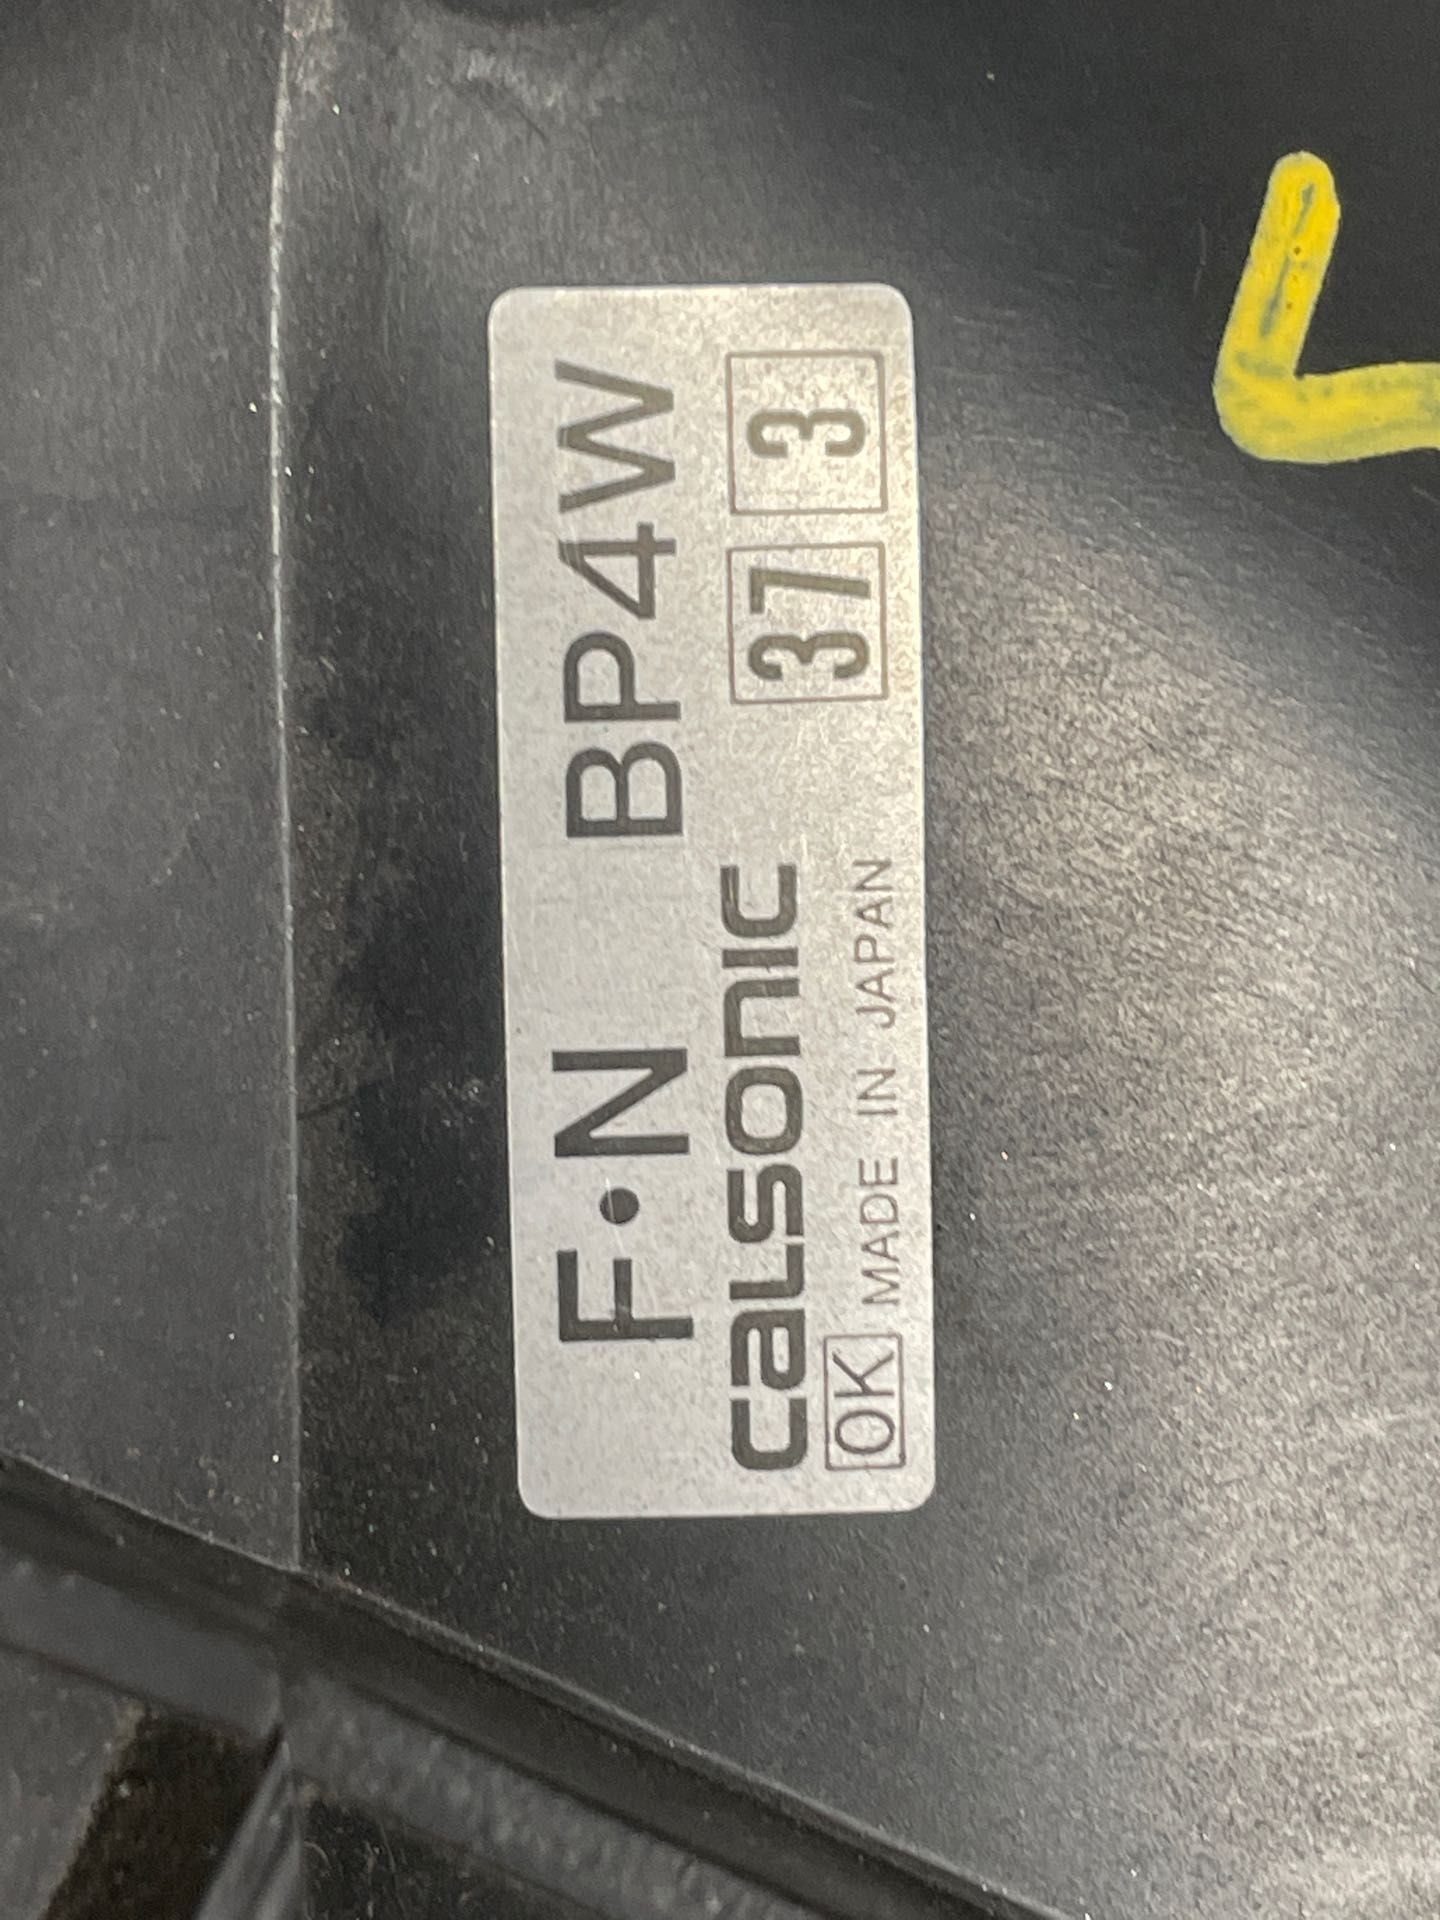 F·N BP4W
calsonic 37 3
OK MADE IN JAPAN